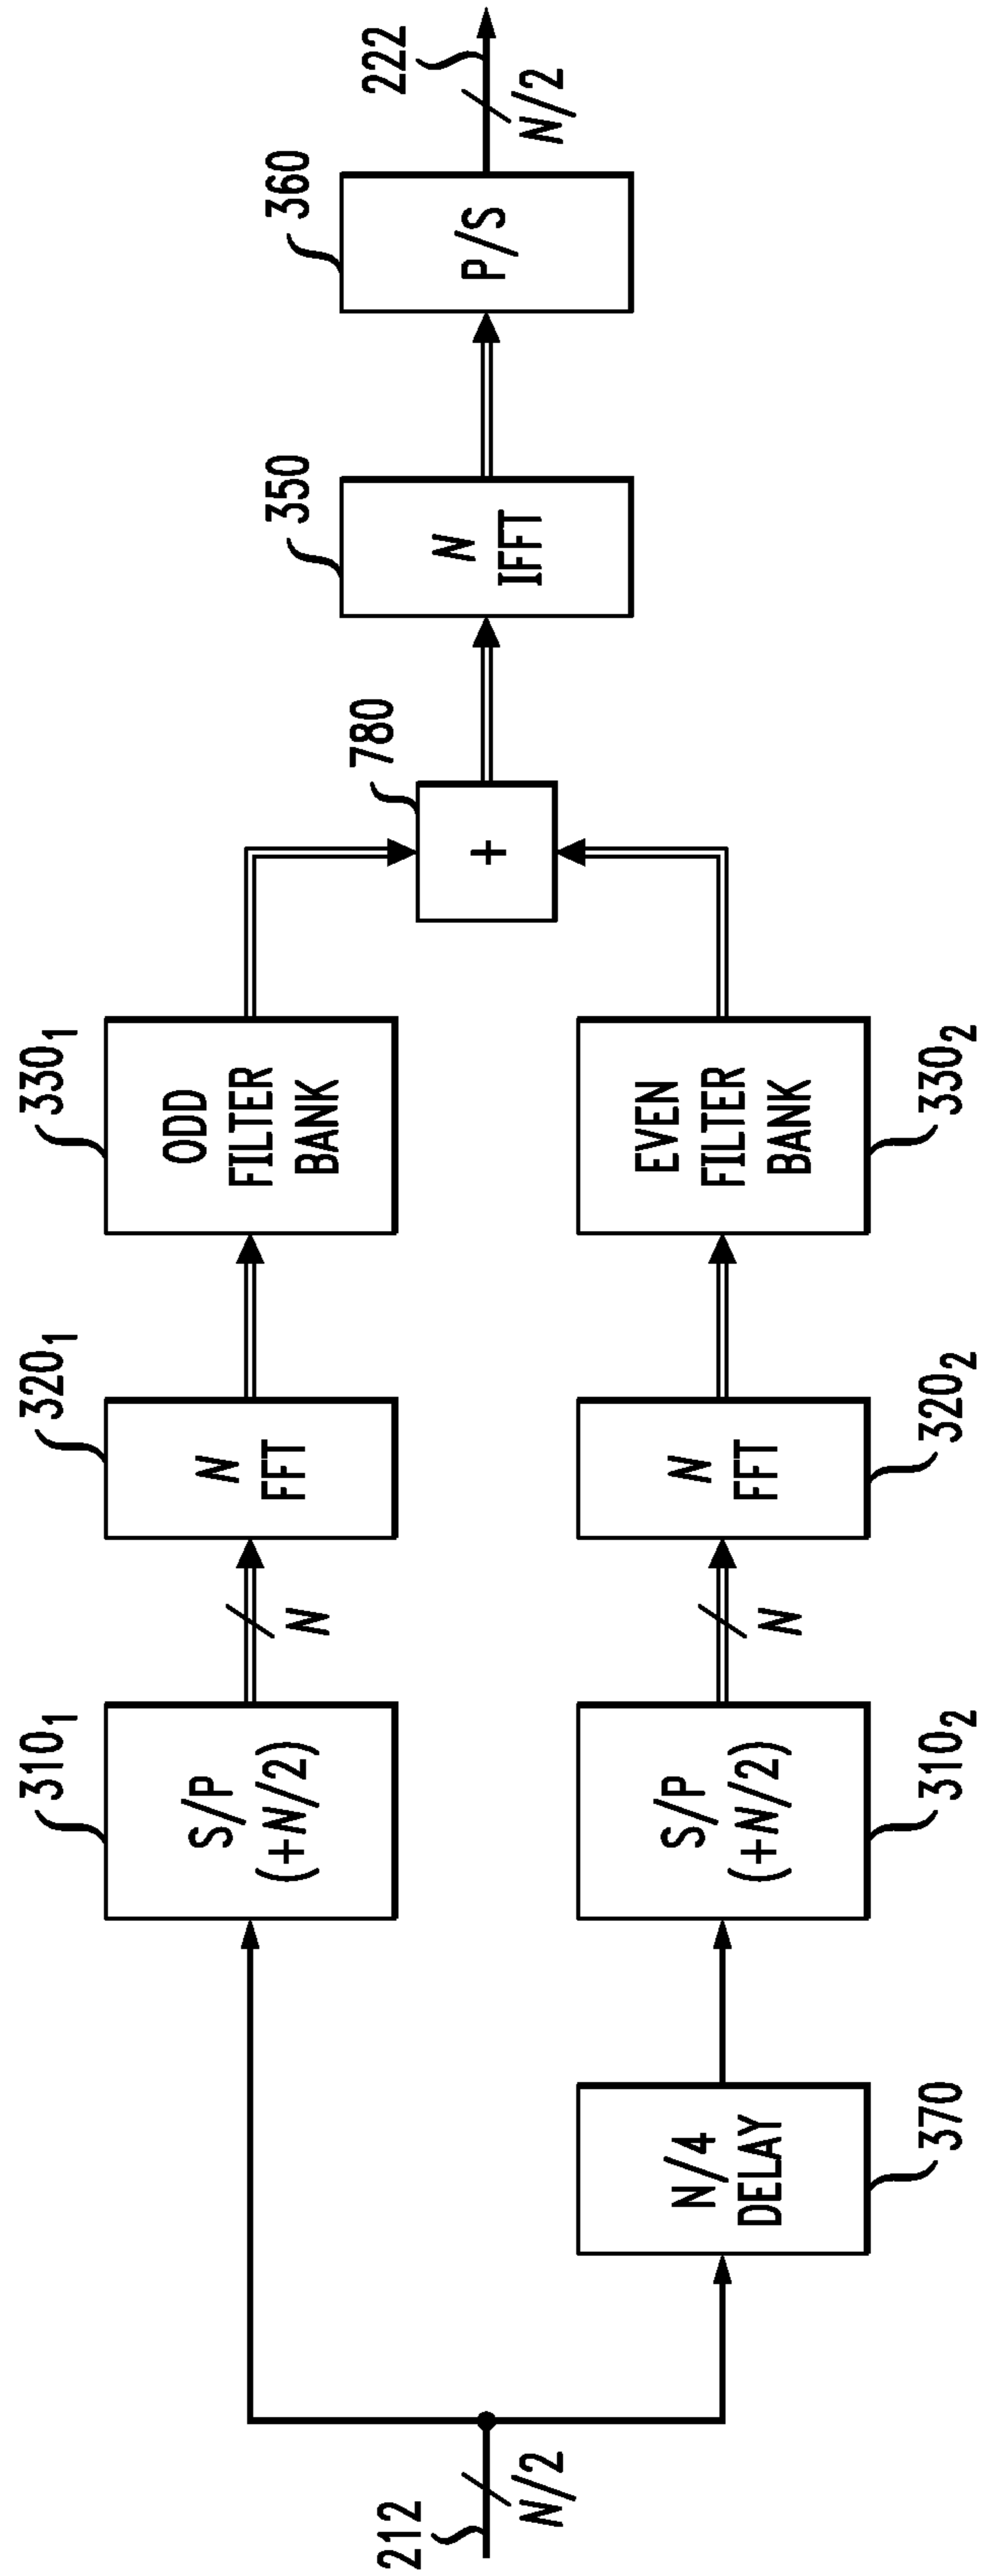 212
N/2
310₁
S/P
(+N/2)
N
320₁
N
FFT
330₁
ODD
FILTER
BANK
N/4
DELAY
370
S/P
(+N/2)
310₂
N
N
FFT
320₂
EVEN
FILTER
BANK
330₂
780
+
350
N
IFFT
360
P/S
222
N/2